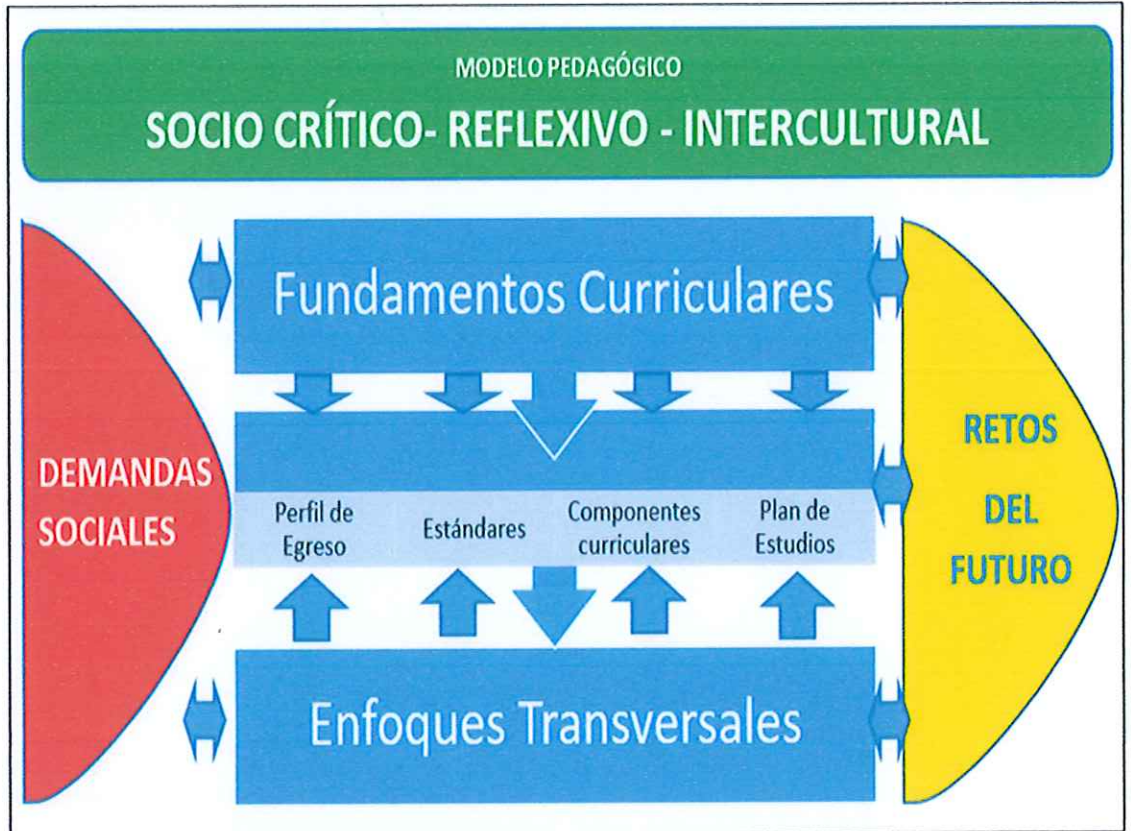 MODELO PEDAGÓGICO
SOCIO CRÍTICO- REFLEXIVO - INTERCULTURAL
Fundamentos Curriculares
DEMANDAS
SOCIALES
Perfil de
Egreso
Estándares
Componentes
curriculares
Plan de
Estudios
RETOS
DEL
FUTURO
Enfoques Transversales